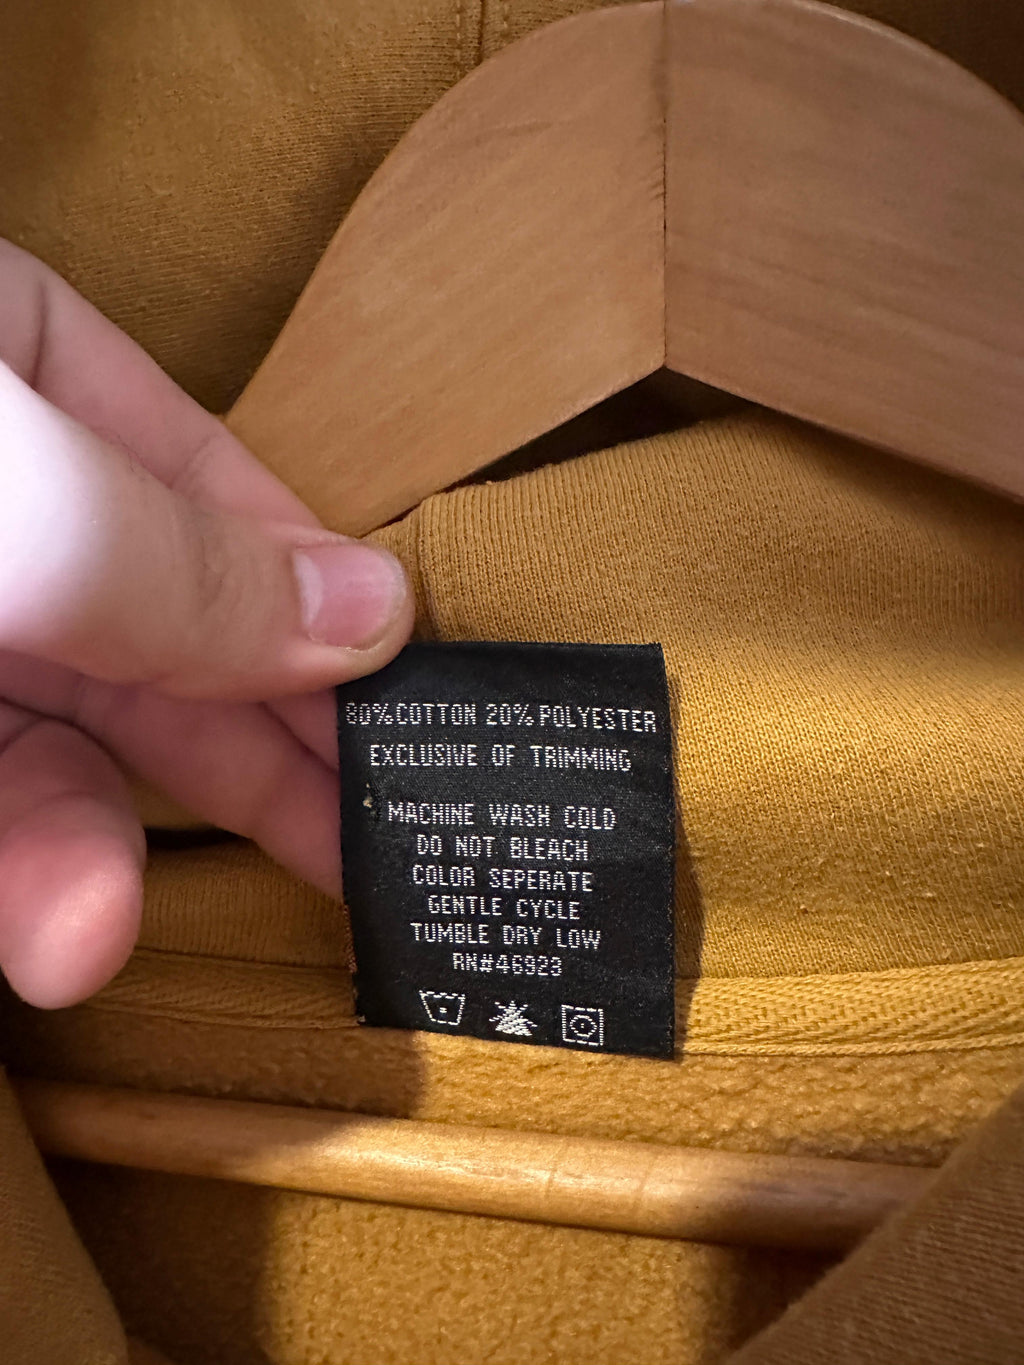 80% COTTON 20% POLYESTER
EXCLUSIVE OF TRIMMING
MACHINE WASH COLD
DO NOT BLEACH
COLOR SEPERATE
GENTLE CYCLE
TUMBLE DRY LOW
RN#46923